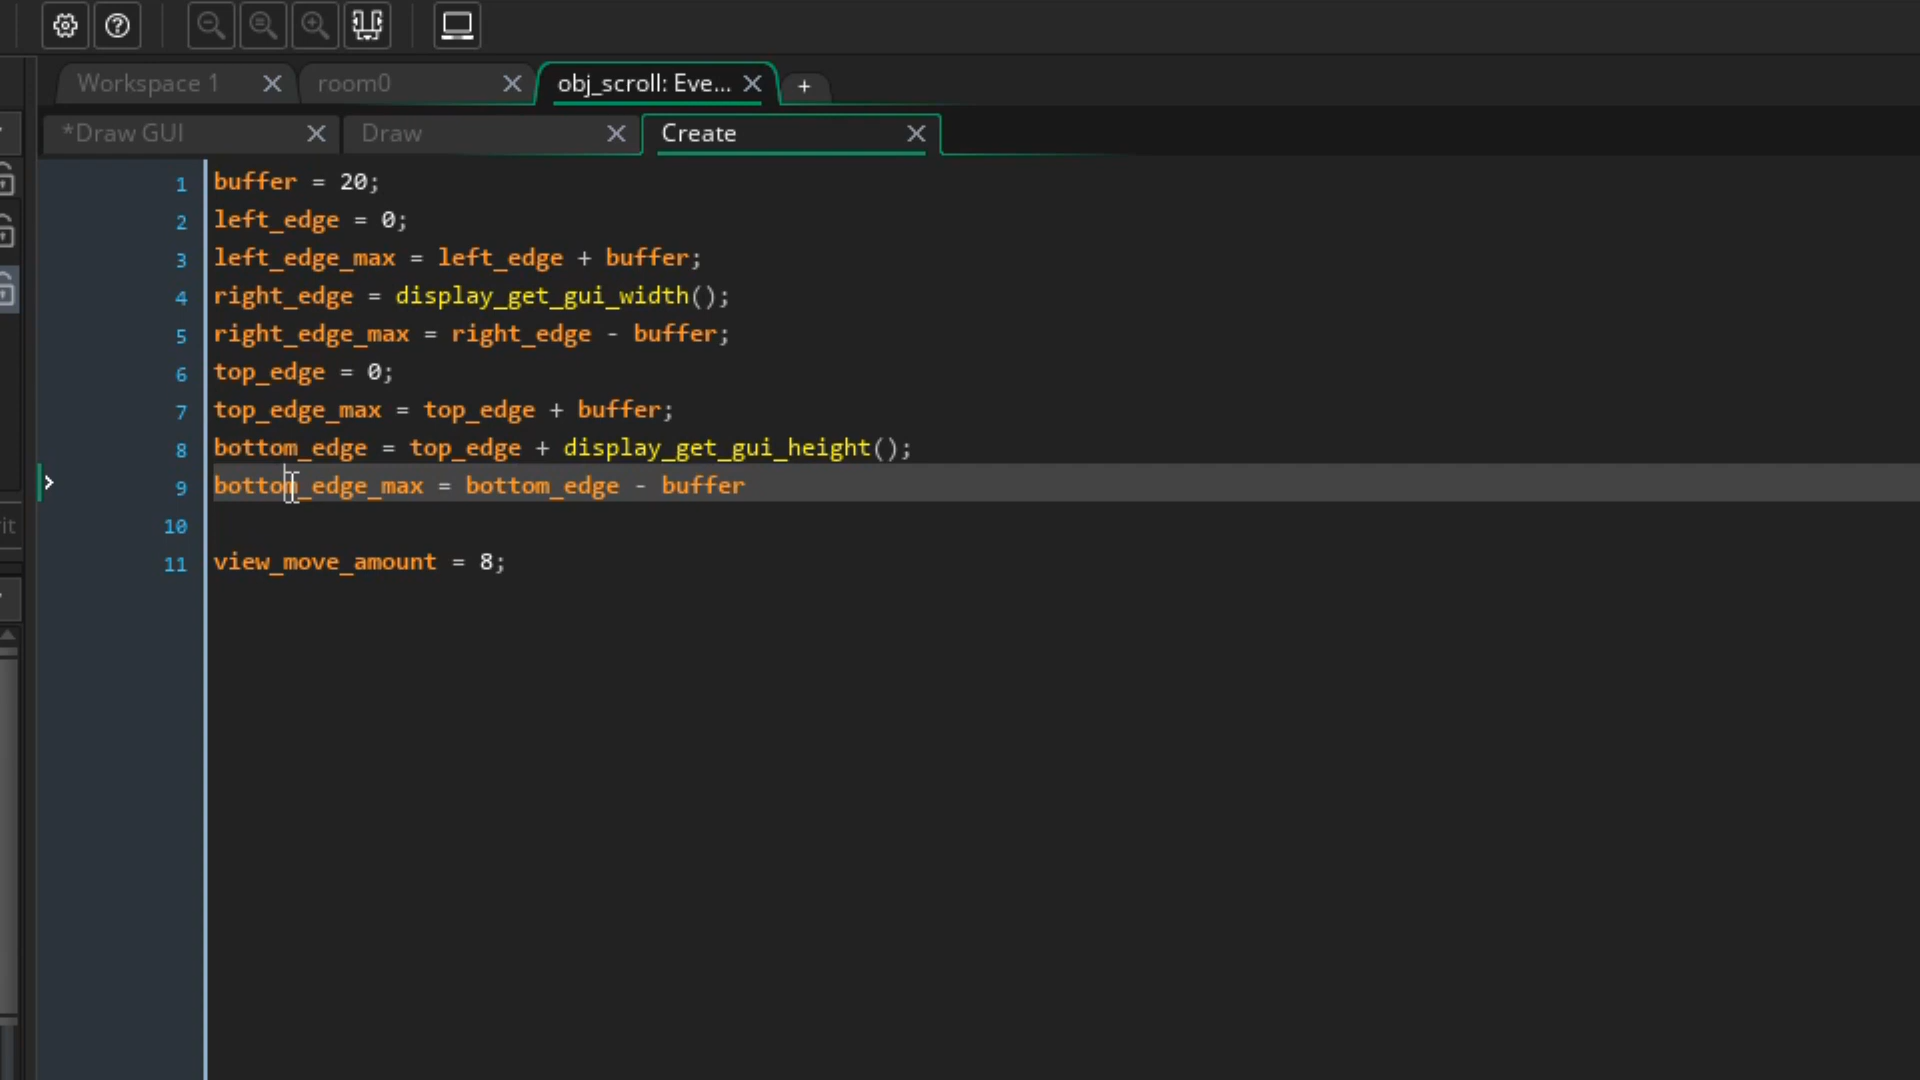 Workspace 1
room0
obj_scroll: Eve...
*Draw GUI
Draw
Create
1 buffer = 20;
2 left_edge = 0;
3 left_edge_max = left_edge + buffer;
4 right_edge = display_get_gui_width();
5 right_edge_max = right_edge - buffer;
6 top_edge = 0;
7 top_edge_max = top_edge + buffer;
8 bottom_edge = top_edge + display_get_gui_height();
9 bottom_edge_max = bottom_edge - buffer
10
11 view_move_amount = 8;